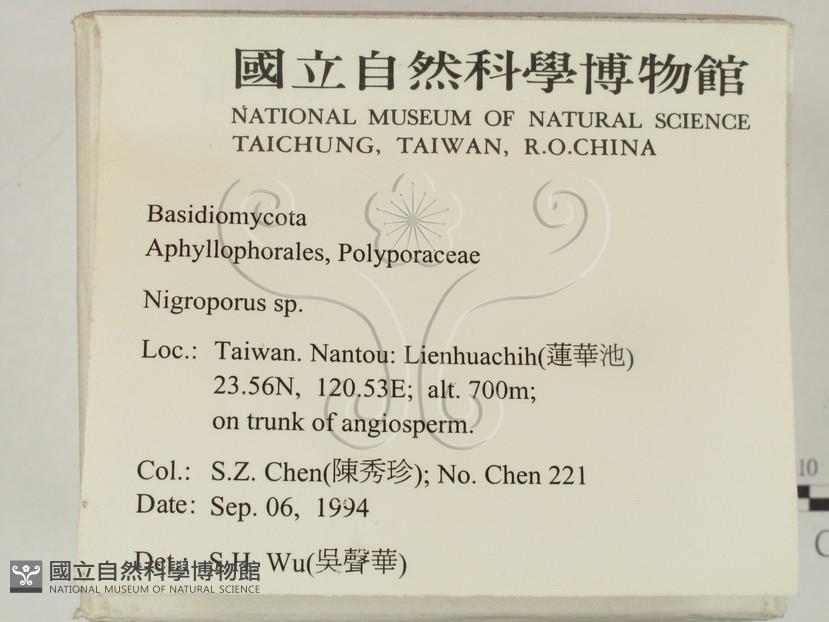 國立自然科學博物館
NATIONAL MUSEUM OF NATURAL SCIENCE
TAICHUNG, TAIWAN, R.O.CHINA
Basidiomycota
Aphyllophorales, Polyporaceae
Nigroporus sp.
Loc.: Taiwan. Nantou: Lienhuachih(蓮華池)
23.56N, 120.53E; alt. 700m;
on trunk of angiosperm.
Col.: S.Z. Chen(陳秀珍); No. Chen 221
Date: Sep. 06, 1994
Det.: S.H. Wu(吳聲華)
國立自然科學博物館
NATIONAL MUSEUM OF NATURAL SCIENCE
10